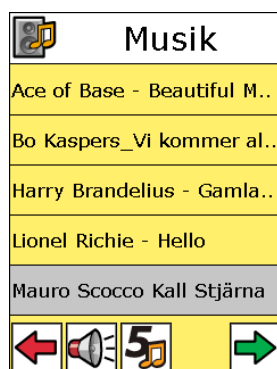 Musik
Ace of Base - Beautiful M..
Bo Kaspers_Vi kommer al..
Harry Brandelius - Gamla..
Lionel Richie - Hello
Mauro Scocco Kall Stjärna
5